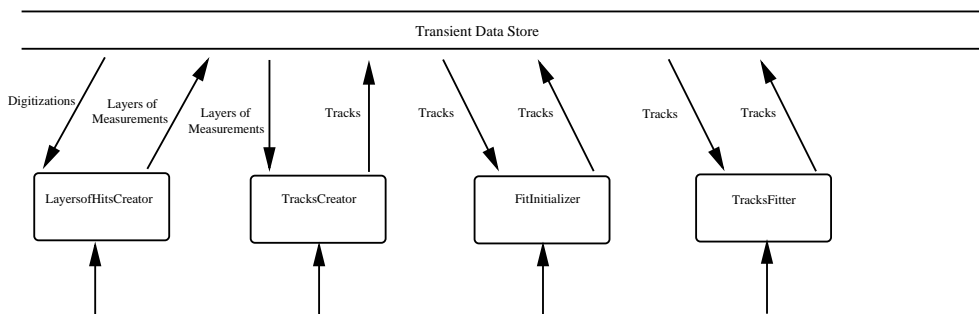 Transient Data Store
Digitizations
Layers of
Measurements
Layers of
Measurements
Tracks
Tracks
Tracks
Tracks
Tracks
LayersofHitsCreator
TracksCreator
FitInitializer
TracksFitter